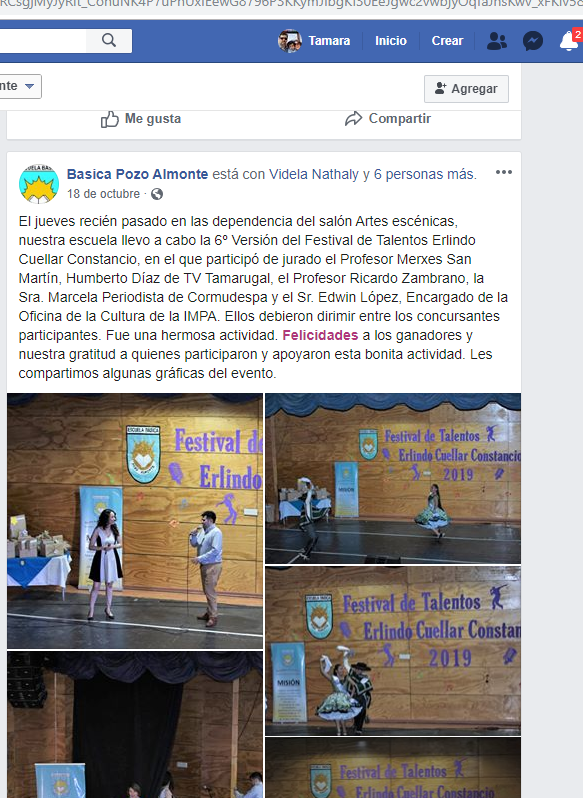 Tamara
Inicio
Crear
2
nte
Agregar
Me gusta
Compartir
Basica Pozo Almonte está con Videla Nathaly y 6 personas más.
18 de octubre ·
El jueves recién pasado en las dependencia del salón Artes escénicas,
nuestra escuela llevo a cabo la 6º Versión del Festival de Talentos Erlindo
Cuellar Constancio, en el que participó de jurado el Profesor Merxes San
Martín, Humberto Díaz de TV Tamarugal, el Profesor Ricardo Zambrano, la
Sra. Marcela Periodista de Cormudespa y el Sr. Edwin López, Encargado de la
Oficina de la Cultura de la IMPA. Ellos debieron dirimir entre los concursantes
participantes. Fue una hermosa actividad. Felicidades a los ganadores y
nuestra gratitud a quienes participaron y apoyaron esta bonita actividad. Les
compartimos algunas gráficas del evento.
ESCUELA BASICA
Festival d
Erlindo
Festival de Talentos
Erlindo Cuellar Constancio
2019
MISIÓN
Festival de Talentos
Erlindo Cuellar Constan
2019
MISIÓN
Festival de Talentos
Erlindo Cuellar Constan